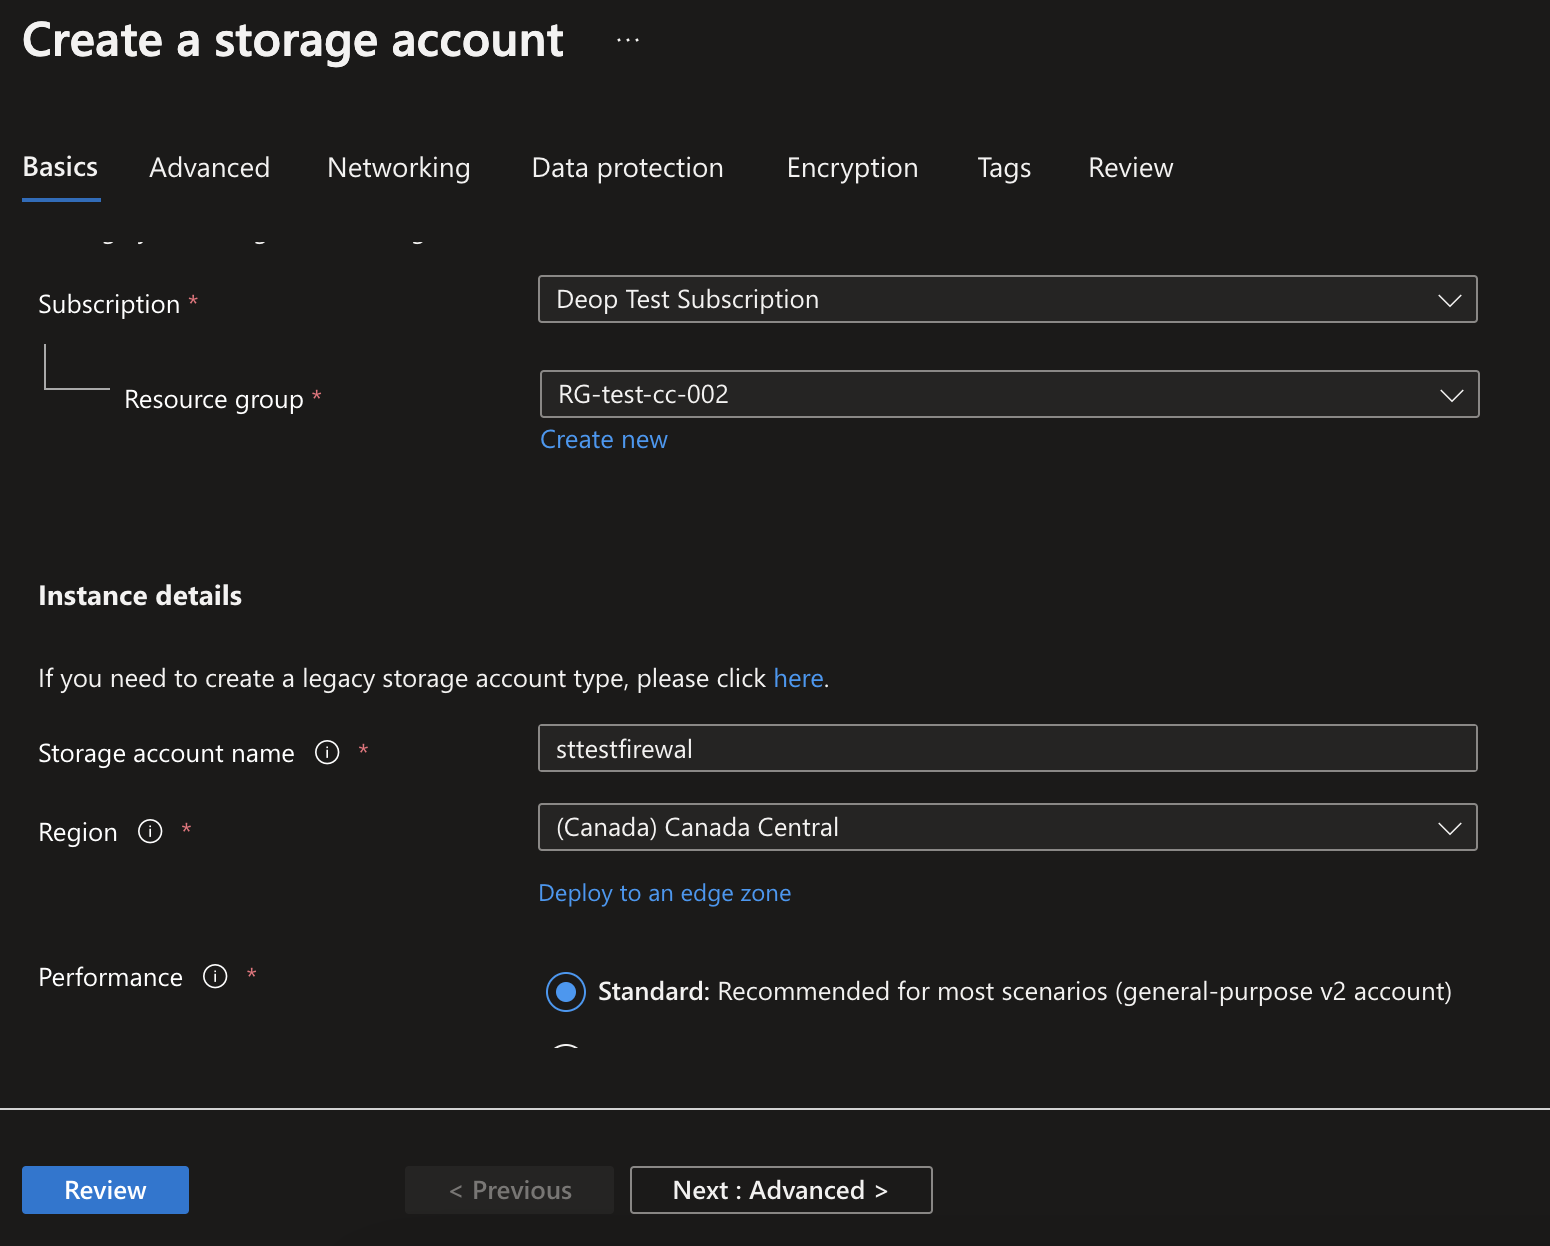 Create a storage account ...
Basics Advanced Networking Data protection Encryption Tags Review
Subscription * Deop Test Subscription
Resource group * RG-test-cc-002
Create new
Instance details
If you need to create a legacy storage account type, please click here.
Storage account name * sttestfirewal
Region * (Canada) Canada Central
Deploy to an edge zone
Performance * Standard: Recommended for most scenarios (general-purpose v2 account)
Review < Previous Next : Advanced >